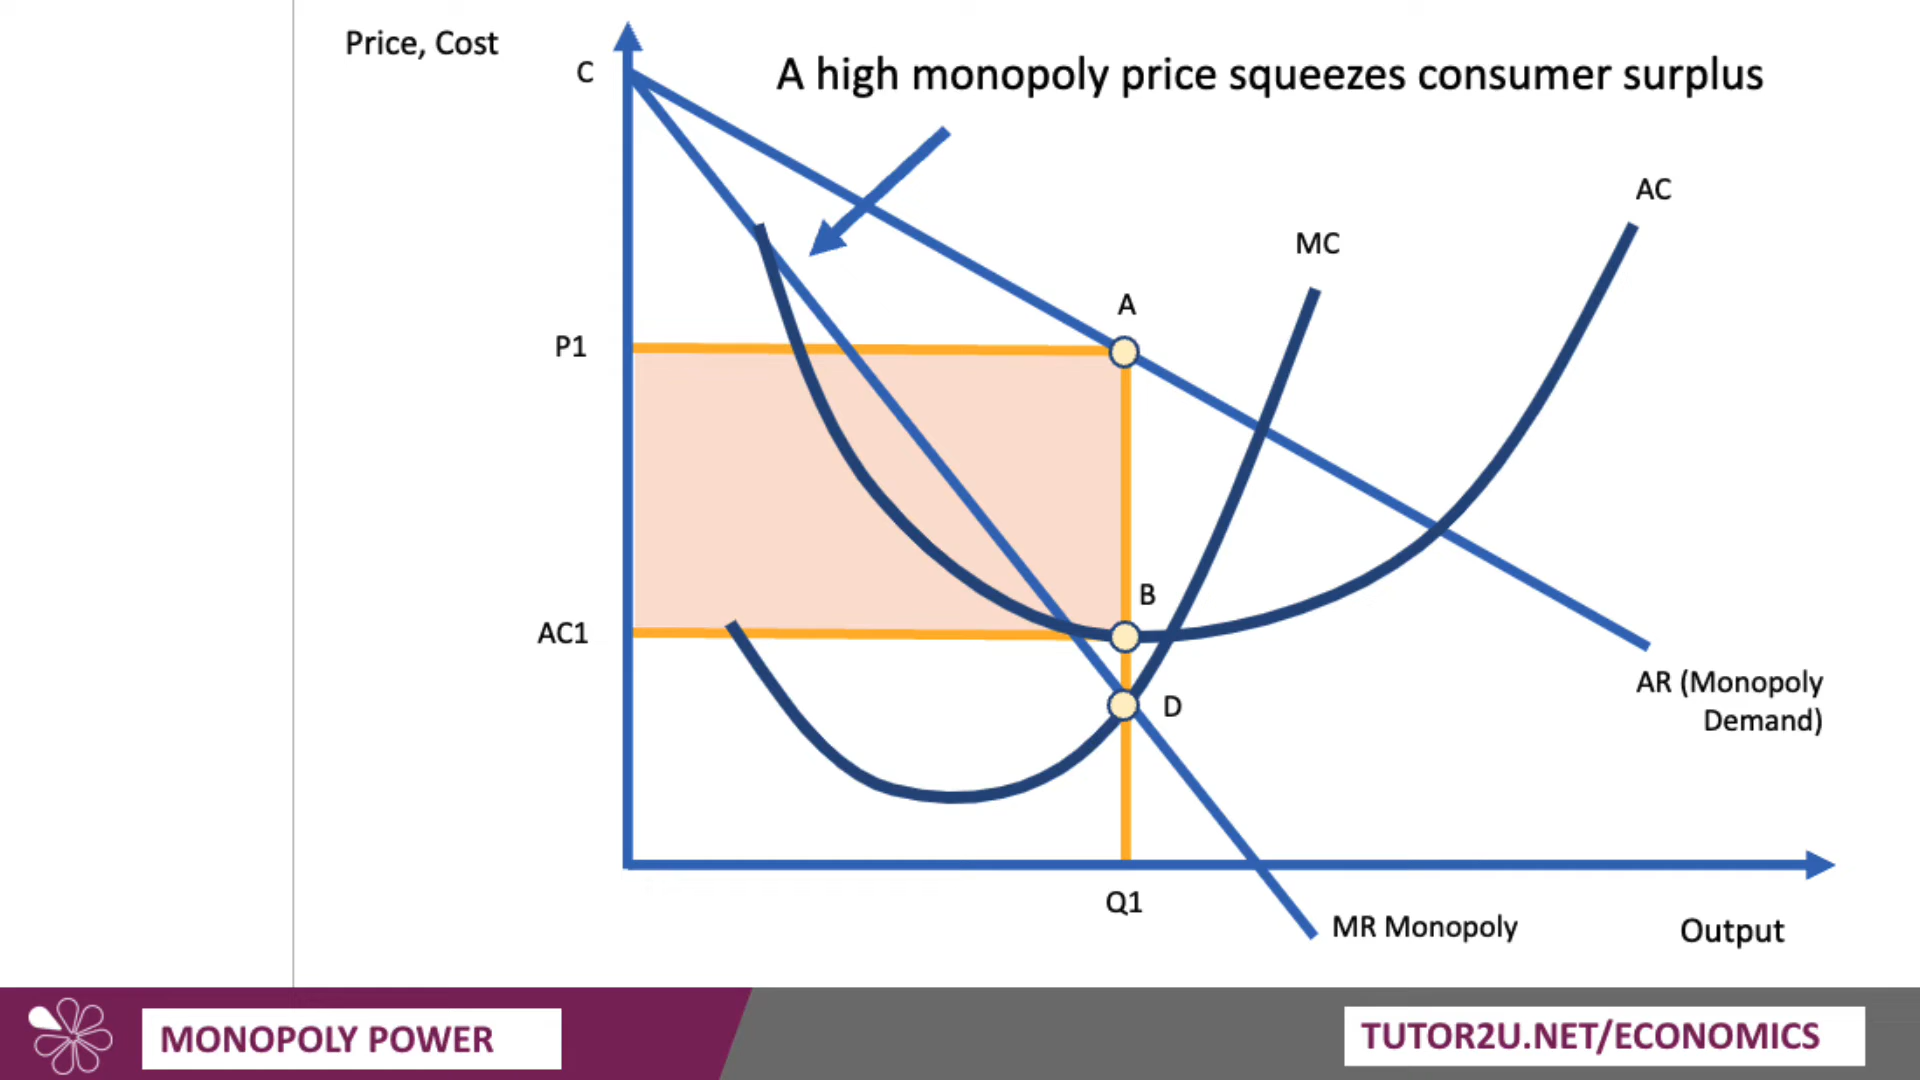 Price, Cost
C
A high monopoly price squeezes consumer surplus
AC
MC
A
P1
B
AC1
D
AR (Monopoly
Demand)
Q1
MR Monopoly
Output
MONOPOLY POWER
TUTOR2U.NET/ECONOMICS